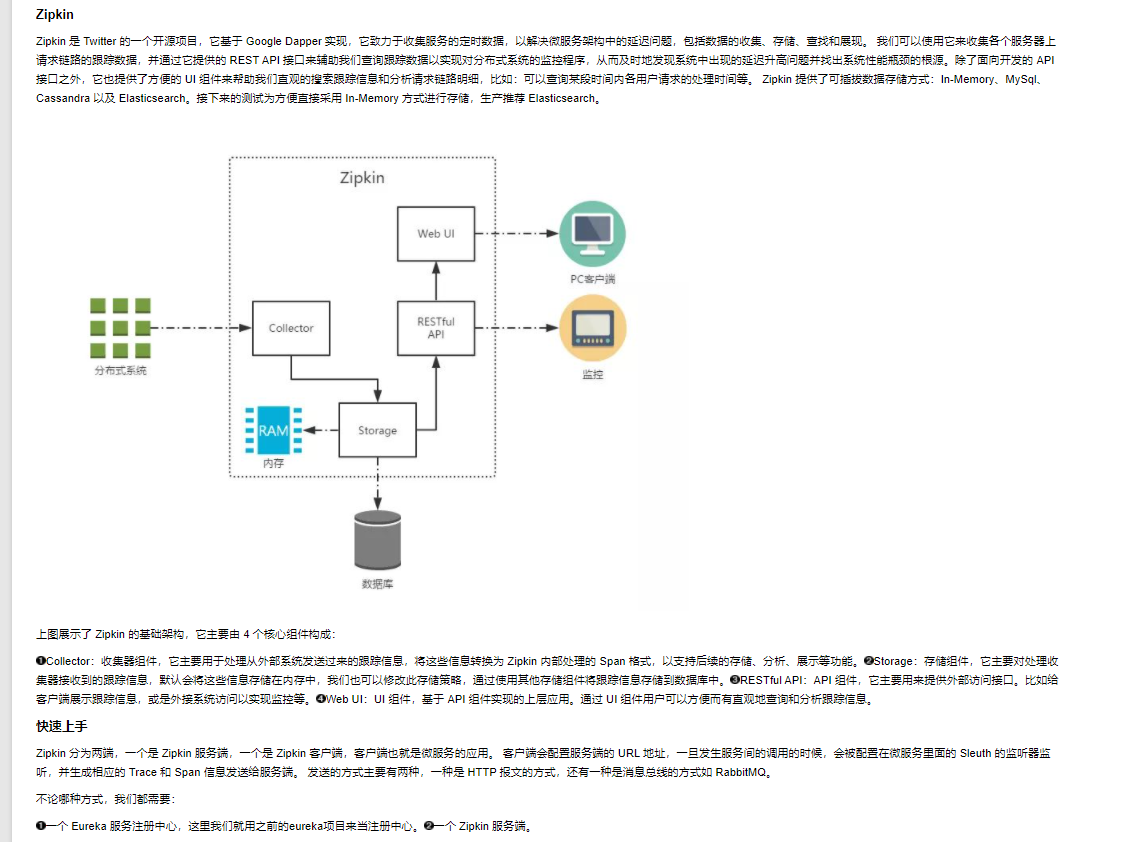 Zipkin
Zipkin 是 Twitter 的一个开源项目，它基于 Google Dapper 实现，它致力于收集服务的定时数据，以解决微服务架构中的延迟问题，包括数据的收集、存储、查找和展现。 我们可以使用它来收集各个服务器上
请求链路的跟踪数据，并通过它提供的 REST API 接口来辅助我们查询跟踪数据以实现对分布式系统的监控程序，从而及时地发现系统中出现的延迟升高问题并找出系统性能瓶颈的根源。除了面向开发的 API
接口之外，它也提供了方便的 UI 组件来帮助我们直观的搜索跟踪信息和分析请求链路明细，比如：可以查询某段时间内各用户请求的处理时间等。 Zipkin 提供了可插拔数据存储方式：In-Memory、MySql、
Cassandra 以及 Elasticsearch。接下来的测试为方便直接采用 In-Memory 方式进行存储，生产推荐 Elasticsearch。
Zipkin
Web UI
PC客户端
Collector
RESTful
API
分布式系统
监控
RAM
Storage
内存
数据库
上图展示了 Zipkin 的基础架构，它主要由 4 个核心组件构成：
❶Collector：收集器组件，它主要用于处理从外部系统发送过来的跟踪信息，将这些信息转换为 Zipkin 内部处理的 Span 格式，以支持后续的存储、分析、展示等功能。❷Storage：存储组件，它主要对处理收
集器接收到的跟踪信息，默认会将这些信息存储在内存中，我们也可以修改此存储策略，通过使用其他存储组件将跟踪信息存储到数据库中。❸RESTful API：API 组件，它主要用来提供外部访问接口。比如给
客户端展示跟踪信息，或是外接系统访问以实现监控等。❹Web UI：UI 组件，基于 API 组件实现的上层应用。通过 UI 组件用户可以方便而有直观地查询和分析跟踪信息。
快速上手
Zipkin 分为两端，一个是 Zipkin 服务端，一个是 Zipkin 客户端，客户端也就是微服务的应用。 客户端会配置服务端的 URL 地址，一旦发生服务间的调用的时候，会被配置在微服务里面的 Sleuth 的监听器监
听，并生成相应的 Trace 和 Span 信息发送给服务端。 发送的方式主要有两种，一种是 HTTP 报文的方式，还有一种是消息总线的方式如 RabbitMQ。
不论哪种方式，我们都需要：
❶一个 Eureka 服务注册中心，这里我们就用之前的eureka项目来当注册中心。❷一个 Zipkin 服务端。